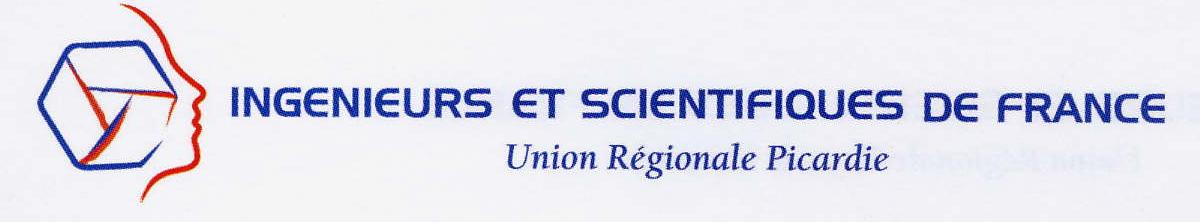 INGENIEURS ET SCIENTIFIQUES DE FRANCE
Union Régionale Picardie